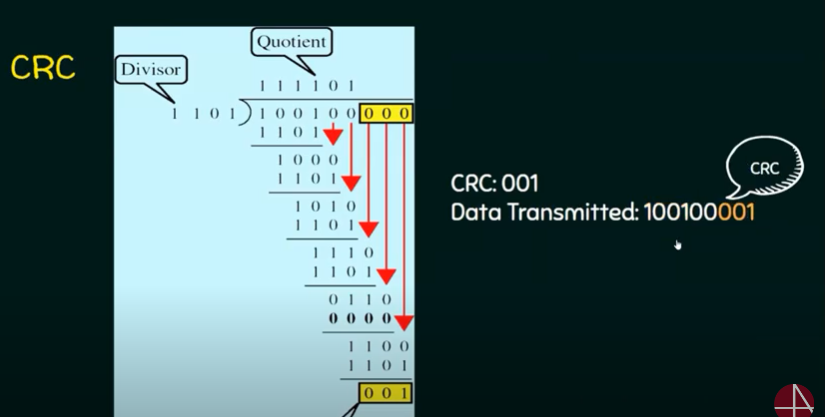 CRC
Quotient
Divisor
1 1 1 1 0 1
1 1 0 1 ) 1 0 0 1 0 0 0 0 0
1 1 0 1
1 0 0 0
1 1 0 1
1 0 1 0
1 1 0 1
1 1 1 0
1 1 0 1
0 1 1 0
0 0 0 0
1 1 0 0
1 1 0 1
0 0 1
CRC
CRC: 001
Data Transmitted: 100100001